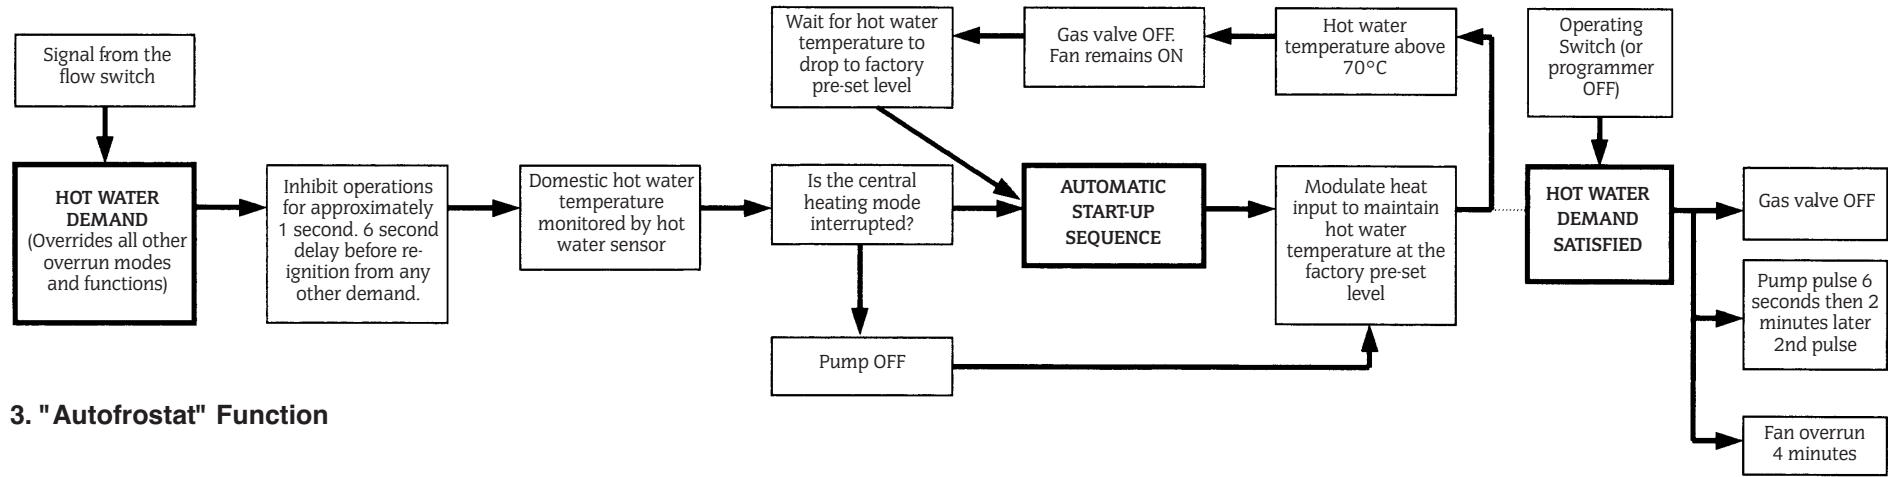 Signal from the
flow switch
HOT WATER
DEMAND
(Overrides all other
overrun modes
and functions)
Inhibit operations
for approximately
1 second. 6 second
delay before re-
ignition from any
other demand.
Domestic hot water
temperature
monitored by hot
water sensor
Is the central
heating mode
interrupted?
Pump OFF
Wait for hot water
temperature to
drop to factory
pre-set level
Gas valve OFF.
Fan remains ON
Hot water
temperature above
70°C
AUTOMATIC
START-UP
SEQUENCE
Modulate heat
input to maintain
hot water
temperature at the
factory pre-set
level
Operating
Switch (or
programmer
OFF)
HOT WATER
DEMAND
SATISFIED
Gas valve OFF
Pump pulse 6
seconds then 2
minutes later
2nd pulse
Fan overrun
4 minutes
3. "Autofrostat" Function